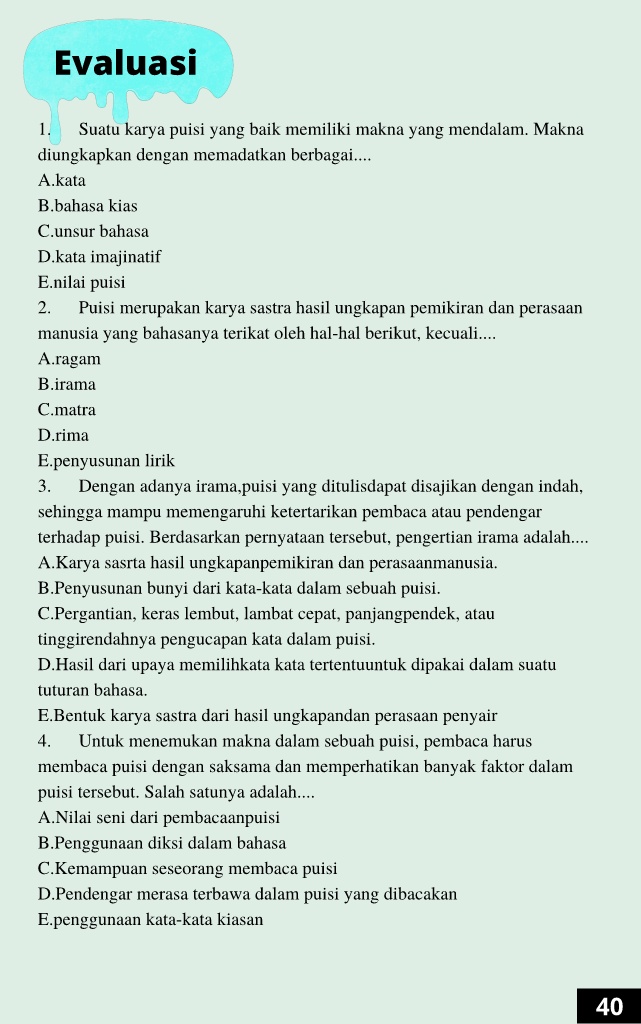 Evaluasi
1. Suatu karya puisi yang baik memiliki makna yang mendalam. Makna
diungkapkan dengan memadatkan berbagai....
A.kata
B.bahasa kias
C.unsur bahasa
D.kata imajinatif
E.nilai puisi
2. Puisi merupakan karya sastra hasil ungkapan pemikiran dan perasaan
manusia yang bahasanya terikat oleh hal-hal berikut, kecuali....
A.ragam
B.irama
C.matra
D.rima
E.penyusunan lirik
3. Dengan adanya irama,puisi yang ditulisdapat disajikan dengan indah,
sehingga mampu memengaruhi ketertarikan pembaca atau pendengar
terhadap puisi. Berdasarkan pernyataan tersebut, pengertian irama adalah....
A.Karya sasrta hasil ungkapanpemikiran dan perasaanmanusia.
B.Penyusunan bunyi dari kata-kata dalam sebuah puisi.
C.Pergantian, keras lembut, lambat cepat, panjangpendek, atau
tinggirendahnya pengucapan kata dalam puisi.
D.Hasil dari upaya memilihkata kata tertentuuntuk dipakai dalam suatu
tuturan bahasa.
E.Bentuk karya sastra dari hasil ungkapandan perasaan penyair
4. Untuk menemukan makna dalam sebuah puisi, pembaca harus
membaca puisi dengan saksama dan memperhatikan banyak faktor dalam
puisi tersebut. Salah satunya adalah....
A.Nilai seni dari pembacaanpuisi
B.Penggunaan diksi dalam bahasa
C.Kemampuan seseorang membaca puisi
D.Pendengar merasa terbawa dalam puisi yang dibacakan
E.penggunaan kata-kata kiasan
40